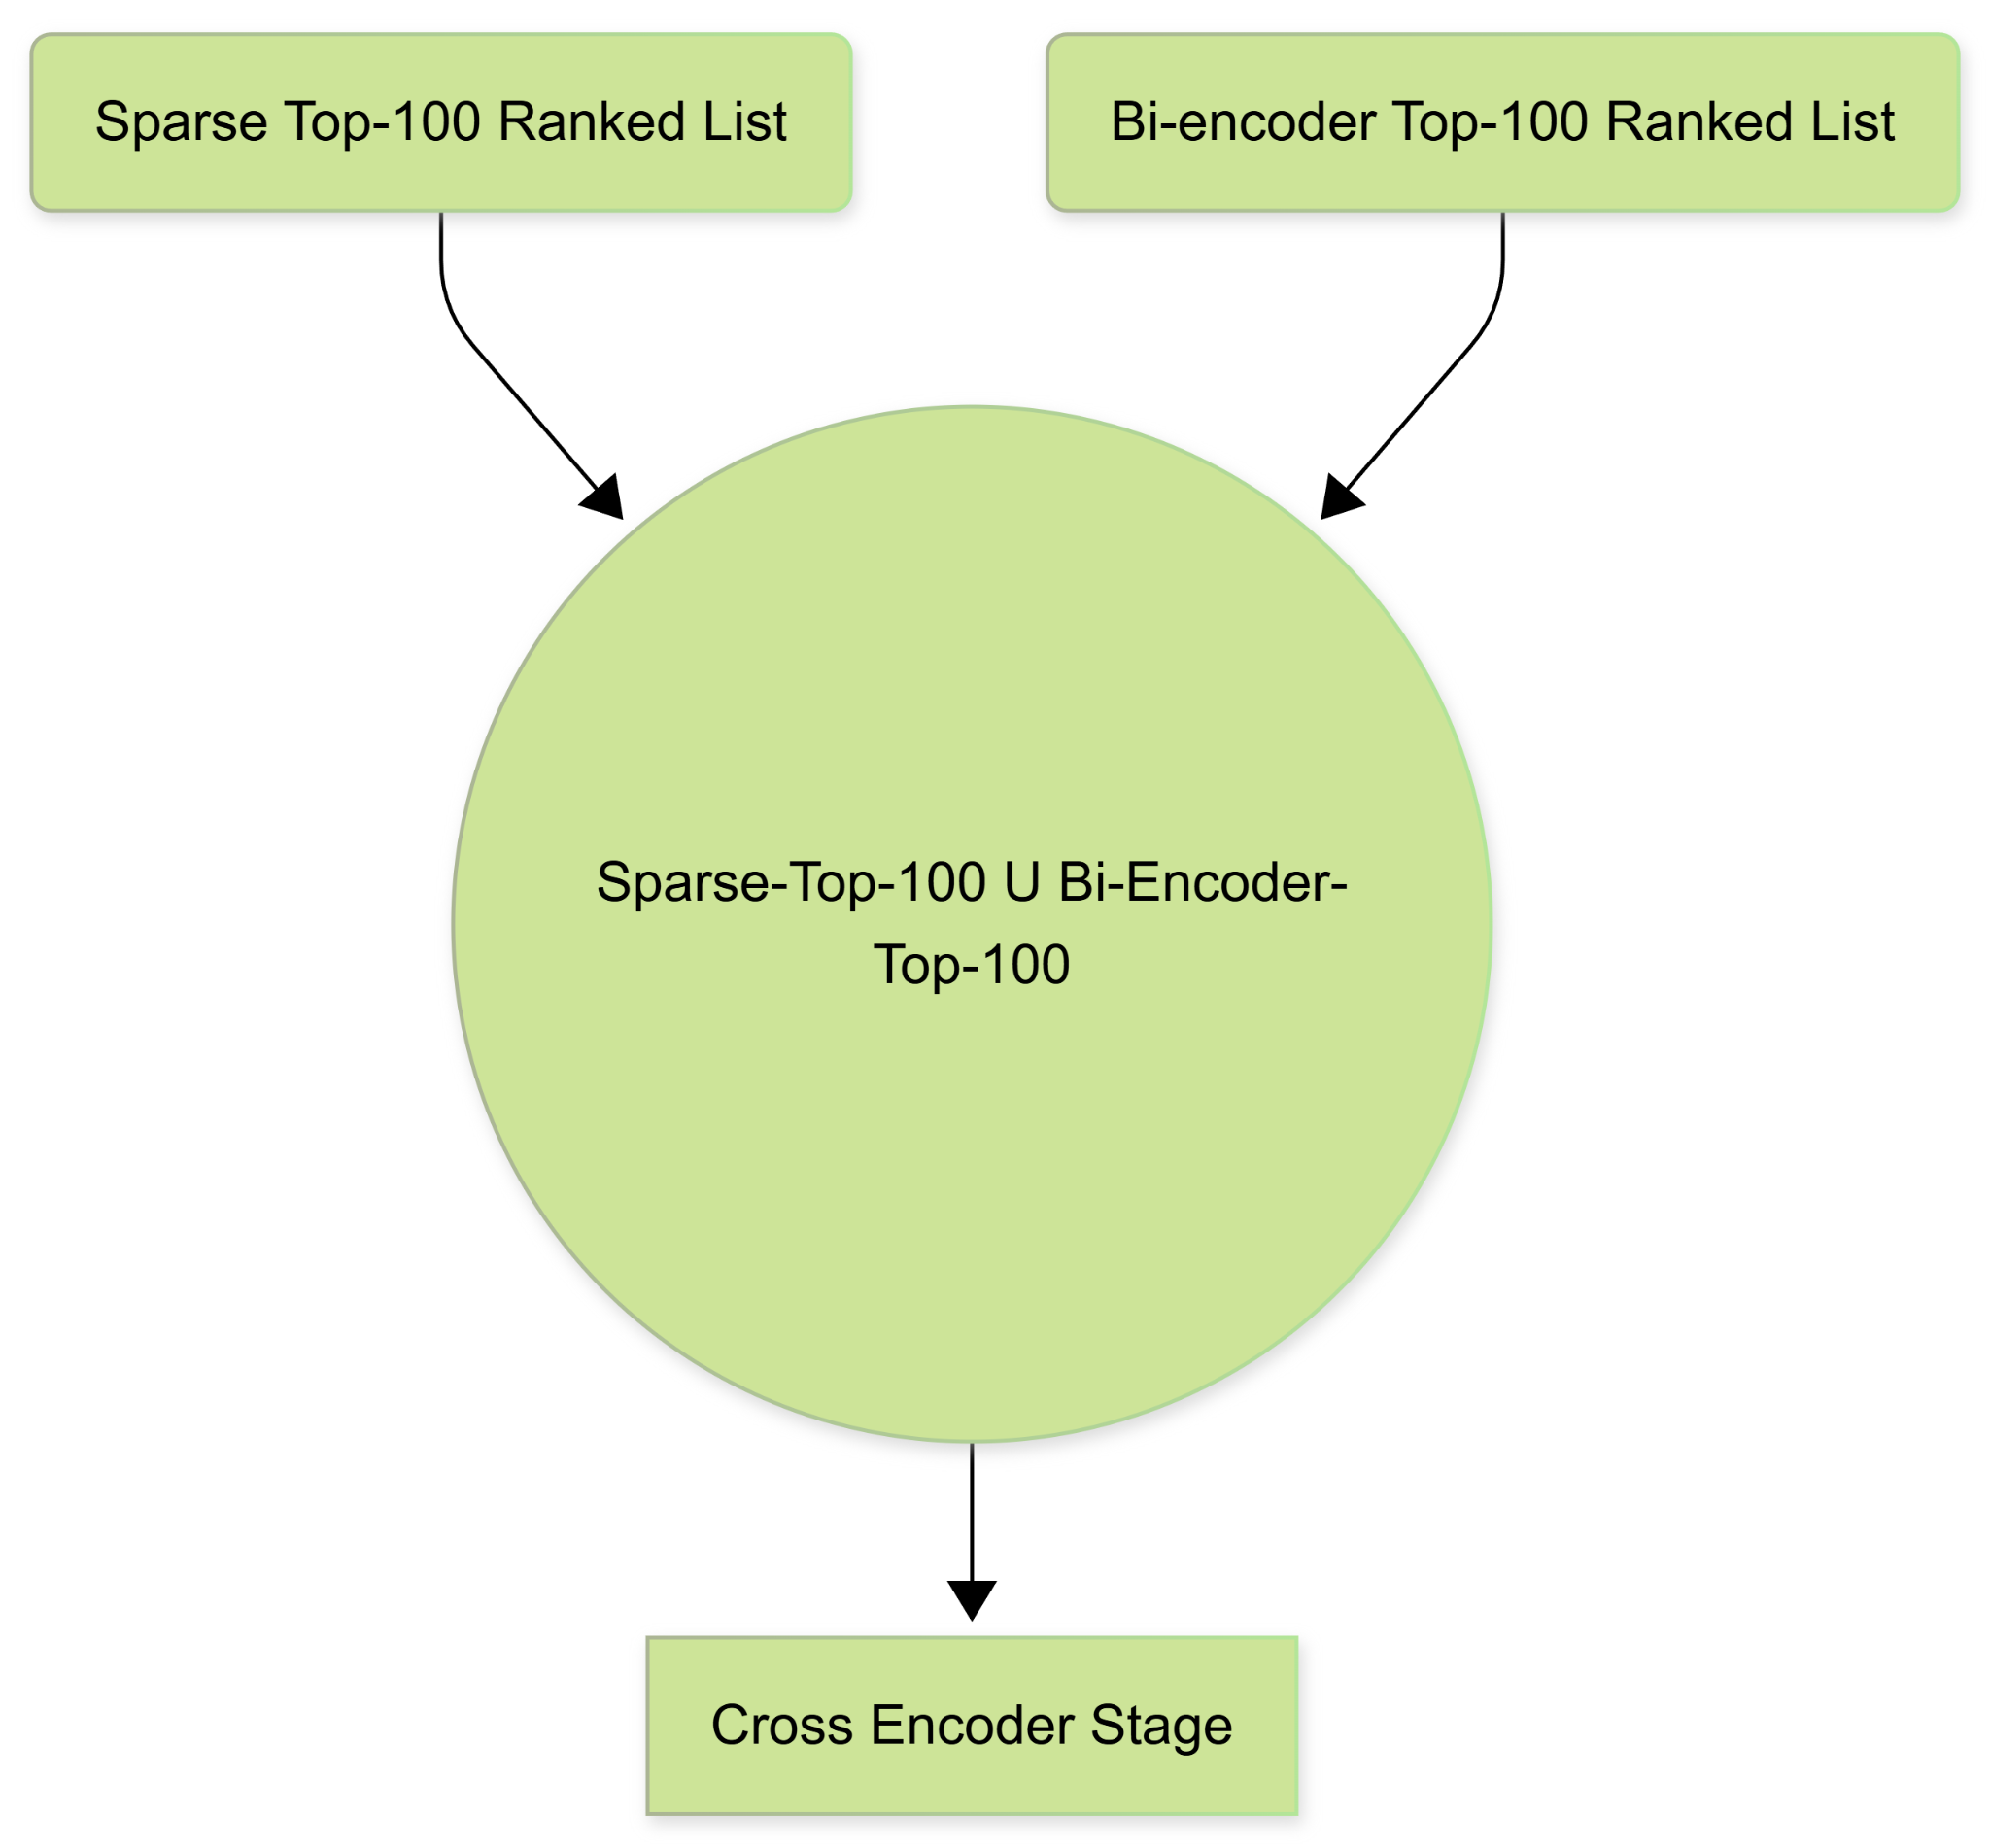 Sparse Top-100 Ranked List
Bi-encoder Top-100 Ranked List
Sparse-Top-100 U Bi-Encoder-
Top-100
Cross Encoder Stage